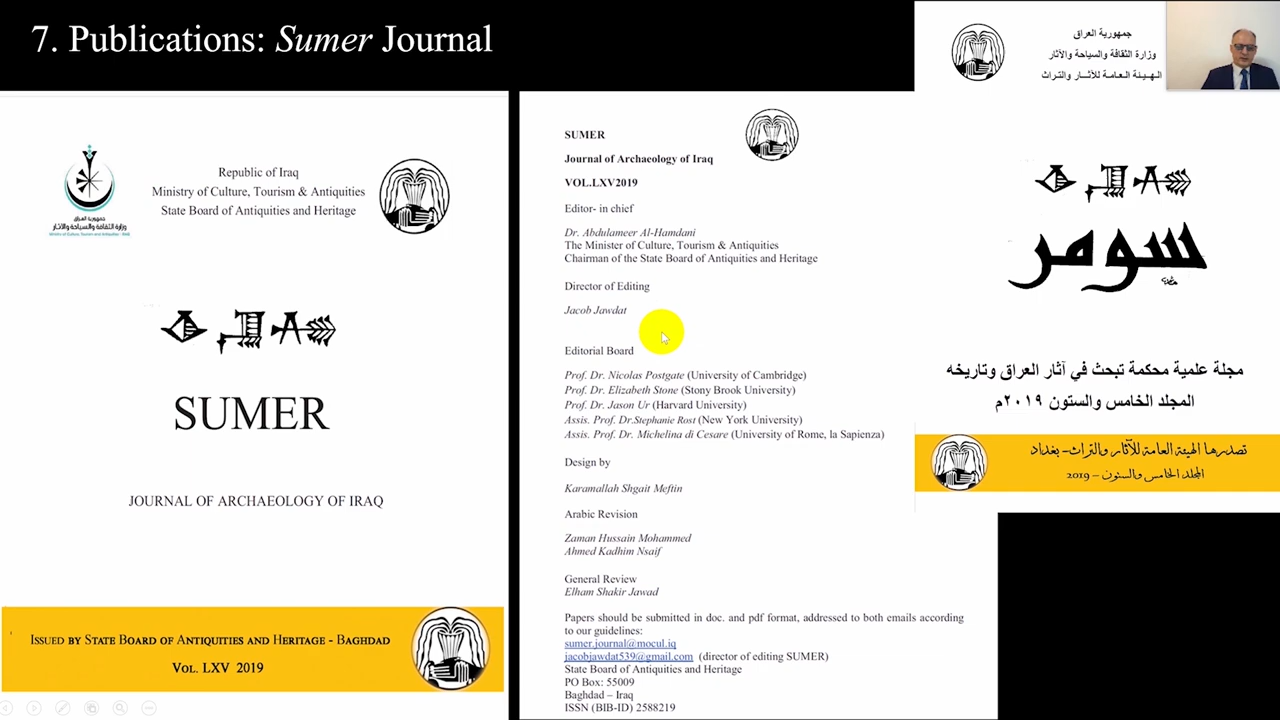 7. Publications: Sumer Journal
Republic of Iraq
Ministry of Culture, Tourism & Antiquities
State Board of Antiquities and Heritage
جمهورية العراق
وزارة الثقافة والسياحة والآثار
SUMER
JOURNAL OF ARCHAEOLOGY OF IRAQ
ISSUED BY STATE BOARD OF ANTIQUITIES AND HERITAGE - BAGHDAD
VOL. LXV 2019
SUMER
Journal of Archaeology of Iraq
VOL.LXV2019
Editor- in chief
Dr. Abdulameer Al-Hamdani
The Minister of Culture, Tourism & Antiquities
Chairman of the State Board of Antiquities and Heritage
Director of Editing
Jacob Jawdat
Editorial Board
Prof. Dr. Nicolas Postgate (University of Cambridge)
Prof. Dr. Elizabeth Stone (Stony Brook University)
Prof. Dr. Jason Ur (Harvard University)
Assis. Prof. Dr.Stephanie Rost (New York University)
Assis. Prof. Dr. Michelina di Cesare (University of Rome, la Sapienza)
Design by
Karamallah Shgait Meftin
Arabic Revision
Zaman Hussain Mohammed
Ahmed Kadhim Nsaif
General Review
Elham Shakir Jawad
Papers should be submitted in doc. and pdf format, addressed to both emails according
to our guidelines:
sumer.journal@mocul.iq
jacobjawdat539@gmail.com (director of editing SUMER)
State Board of Antiquities and Heritage
PO Box: 55009
Baghdad – Iraq
ISSN (BIB-ID) 2588219
جمهورية العراق
وزارة الثقافة والسياحة والآثار
الهيئة العامة للآثار والتراث
سومر
مجلة علمية محكمة تبحث في آثار العراق وتاريخه
المجلد الخامس والستون ٢٠١٩م
تصدرها الهيئة العامة للآثار والتراث- بغداد
المجلد الخامس والستون – 2019